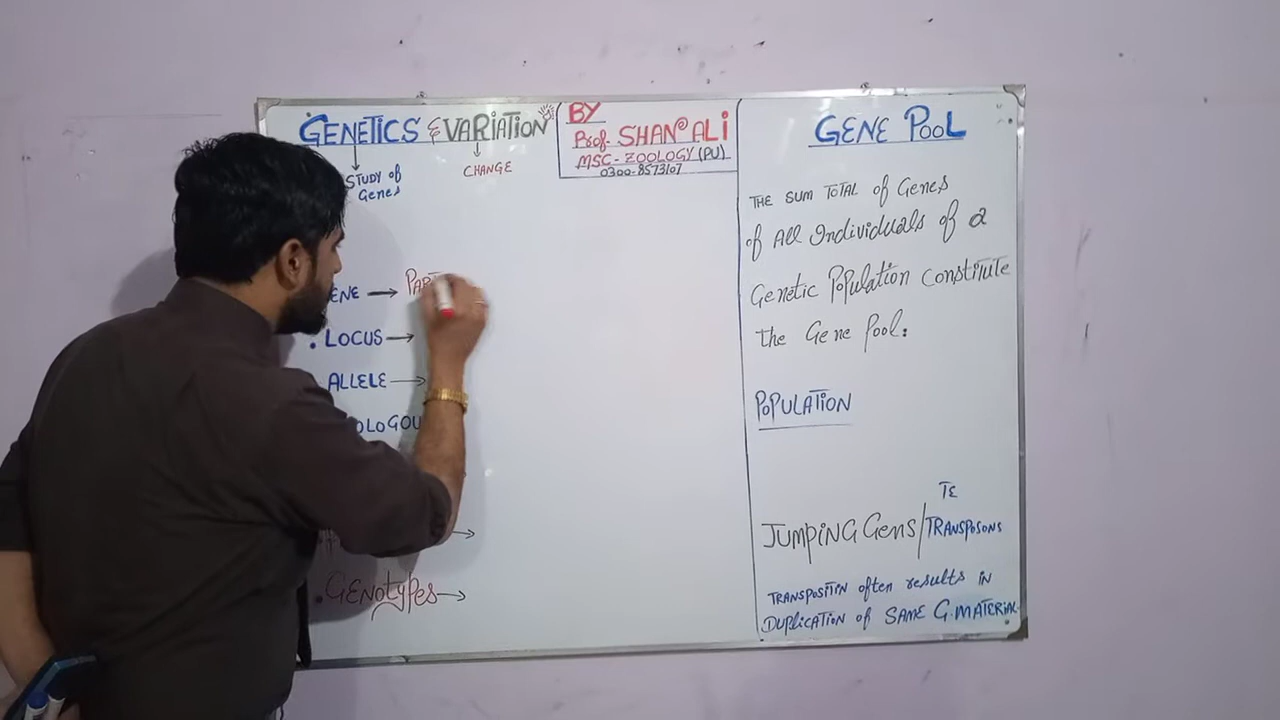 GENETICS & VARIATION
STUDY of
Genes
CHANGE
BY
Prof. SHAN ALI
MSC-ZOOLOGY (PU)
0300-8573107
ENE →
• LOCUS →
ALLELE →
OLOGOU
• GENotypes →
GENE POOL
THE SUM TOTAL of Genes
of All Individuals of a
Genetic Population Constitute
the Gene Pool.
POPULATION
TE
JUMPING Gens/TRANSPOSONS
TRANSPOSITIN often results in
Duplication of SAME G.MATERIAL